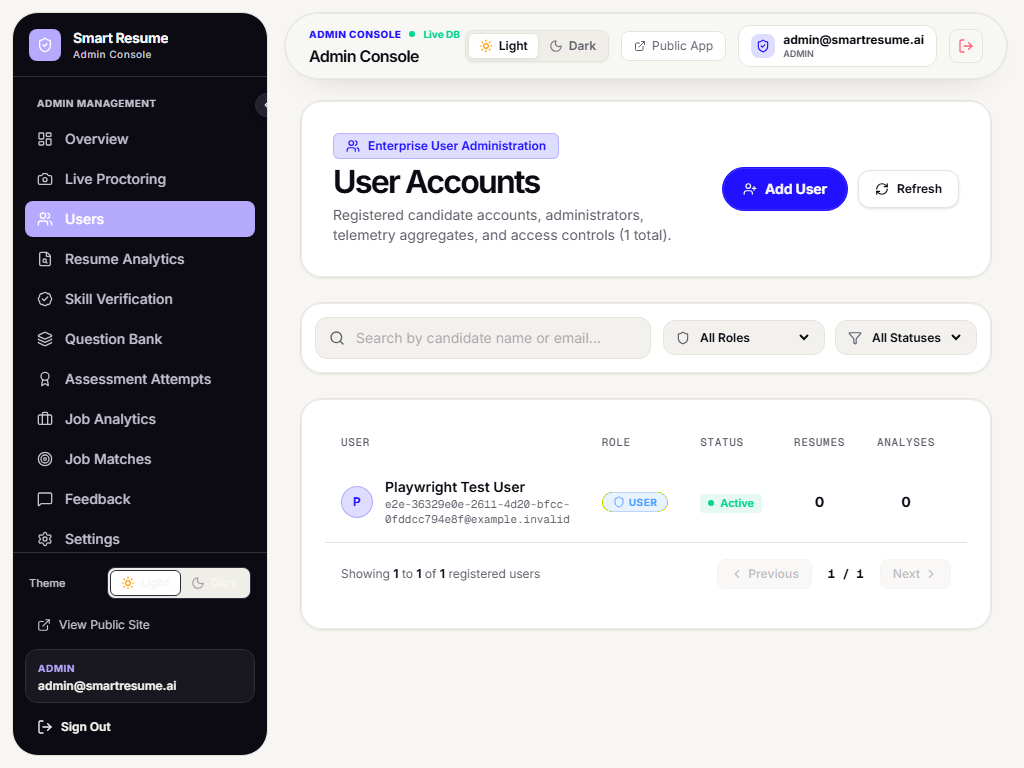 Smart Resume
Admin Console
ADMIN MANAGEMENT
Overview
Live Proctoring
Users
Resume Analytics
Skill Verification
Question Bank
Assessment Attempts
Job Analytics
Job Matches
Feedback
Settings
Theme
Light
Dark
View Public Site
ADMIN
admin@smartresume.ai
Sign Out
ADMIN CONSOLE
Live DB
Admin Console
Light
Dark
Public App
admin@smartresume.ai
ADMIN
Enterprise User Administration
User Accounts
Registered candidate accounts, administrators,
telemetry aggregates, and access controls (1 total).
Add User
Refresh
Search by candidate name or email...
All Roles
All Statuses
USER ROLE STATUS RESUMES ANALYSES
P
Playwright Test User
e2e-36329e0e-2611-4d20-bfcc-
0fddcc794e8f@example.invalid
USER
Active
0
0
Showing 1 to 1 of 1 registered users
Previous
1 / 1
Next